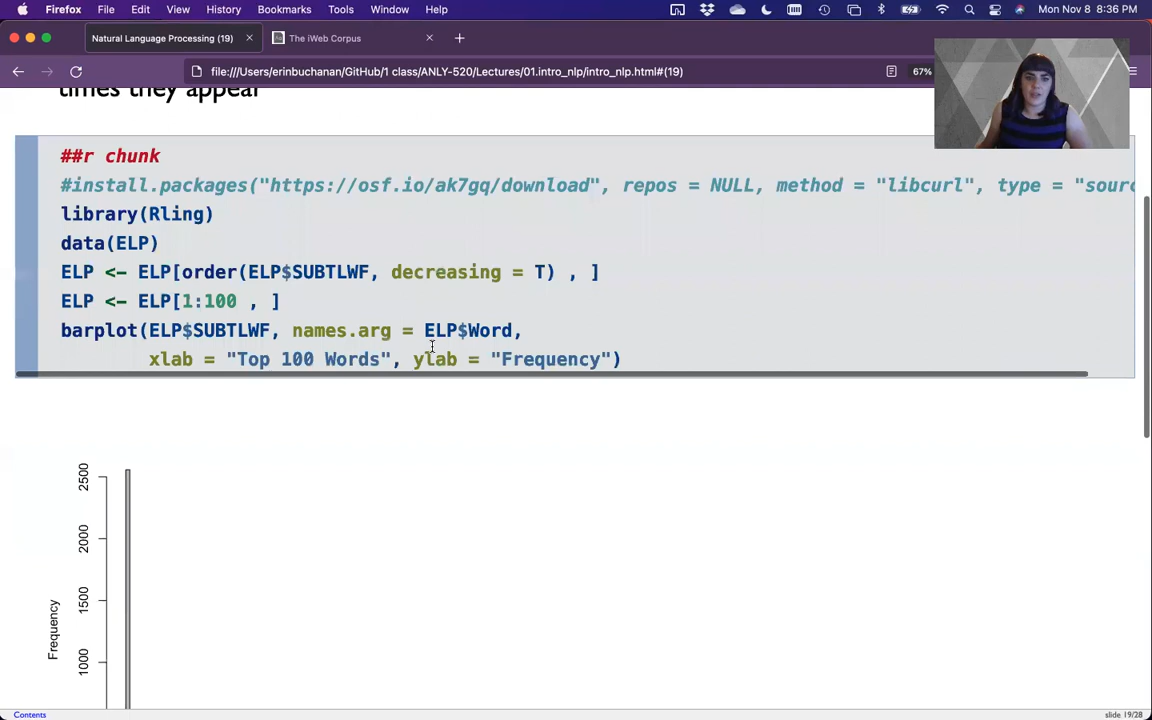 Firefox File Edit View History Bookmarks Tools Window Help Mon Nov 8 8:36 PM
Natural Language Processing (19) The iWeb Corpus
file:///Users/erinbuchanan/GitHub/1 class/ANLY-520/Lectures/01.intro_nlp/intro_nlp.html#(19) 67%
times they appear
##r chunk
#install.packages("https://osf.io/ak7gq/download", repos = NULL, method = "libcurl", type = "sourc
library(Rling)
data(ELP)
ELP <- ELP[order(ELP$SUBTLWF, decreasing = T) , ]
ELP <- ELP[1:100 , ]
barplot(ELP$SUBTLWF, names.arg = ELP$Word,
xlab = "Top 100 Words", ylab = "Frequency")
2500
2000
1500
1000
Frequency
Contents slide 19/28